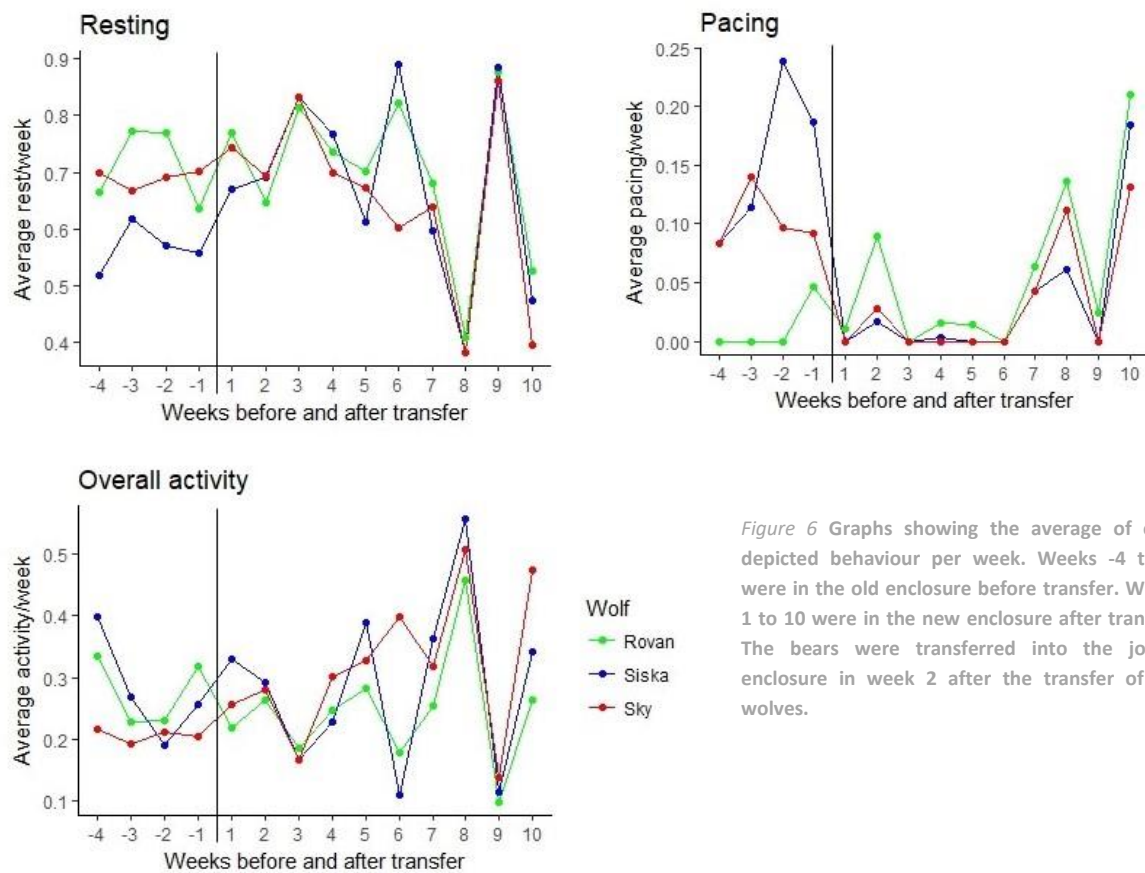 Resting
Average rest/week
0.9
0.8
0.7
0.6
0.5
0.4
-4 -3 -2 -1 1 2 3 4 5 6 7 8 9 10
Weeks before and after transfer
Pacing
Average pacing/week
0.25
0.20
0.15
0.10
0.05
0.00
-4 -3 -2 -1 1 2 3 4 5 6 7 8 9 10
Weeks before and after transfer
Overall activity
Average activity/week
0.5
0.4
0.3
0.2
0.1
-4 -3 -2 -1 1 2 3 4 5 6 7 8 9 10
Weeks before and after transfer
Wolf
Rovan
Siska
Sky
Figure 6 Graphs showing the average of
depicted behaviour per week. Weeks -4
were in the old enclosure before transfer.
1 to 10 were in the new enclosure after
The bears were transferred into the
enclosure in week 2 after the transfer of
wolves.